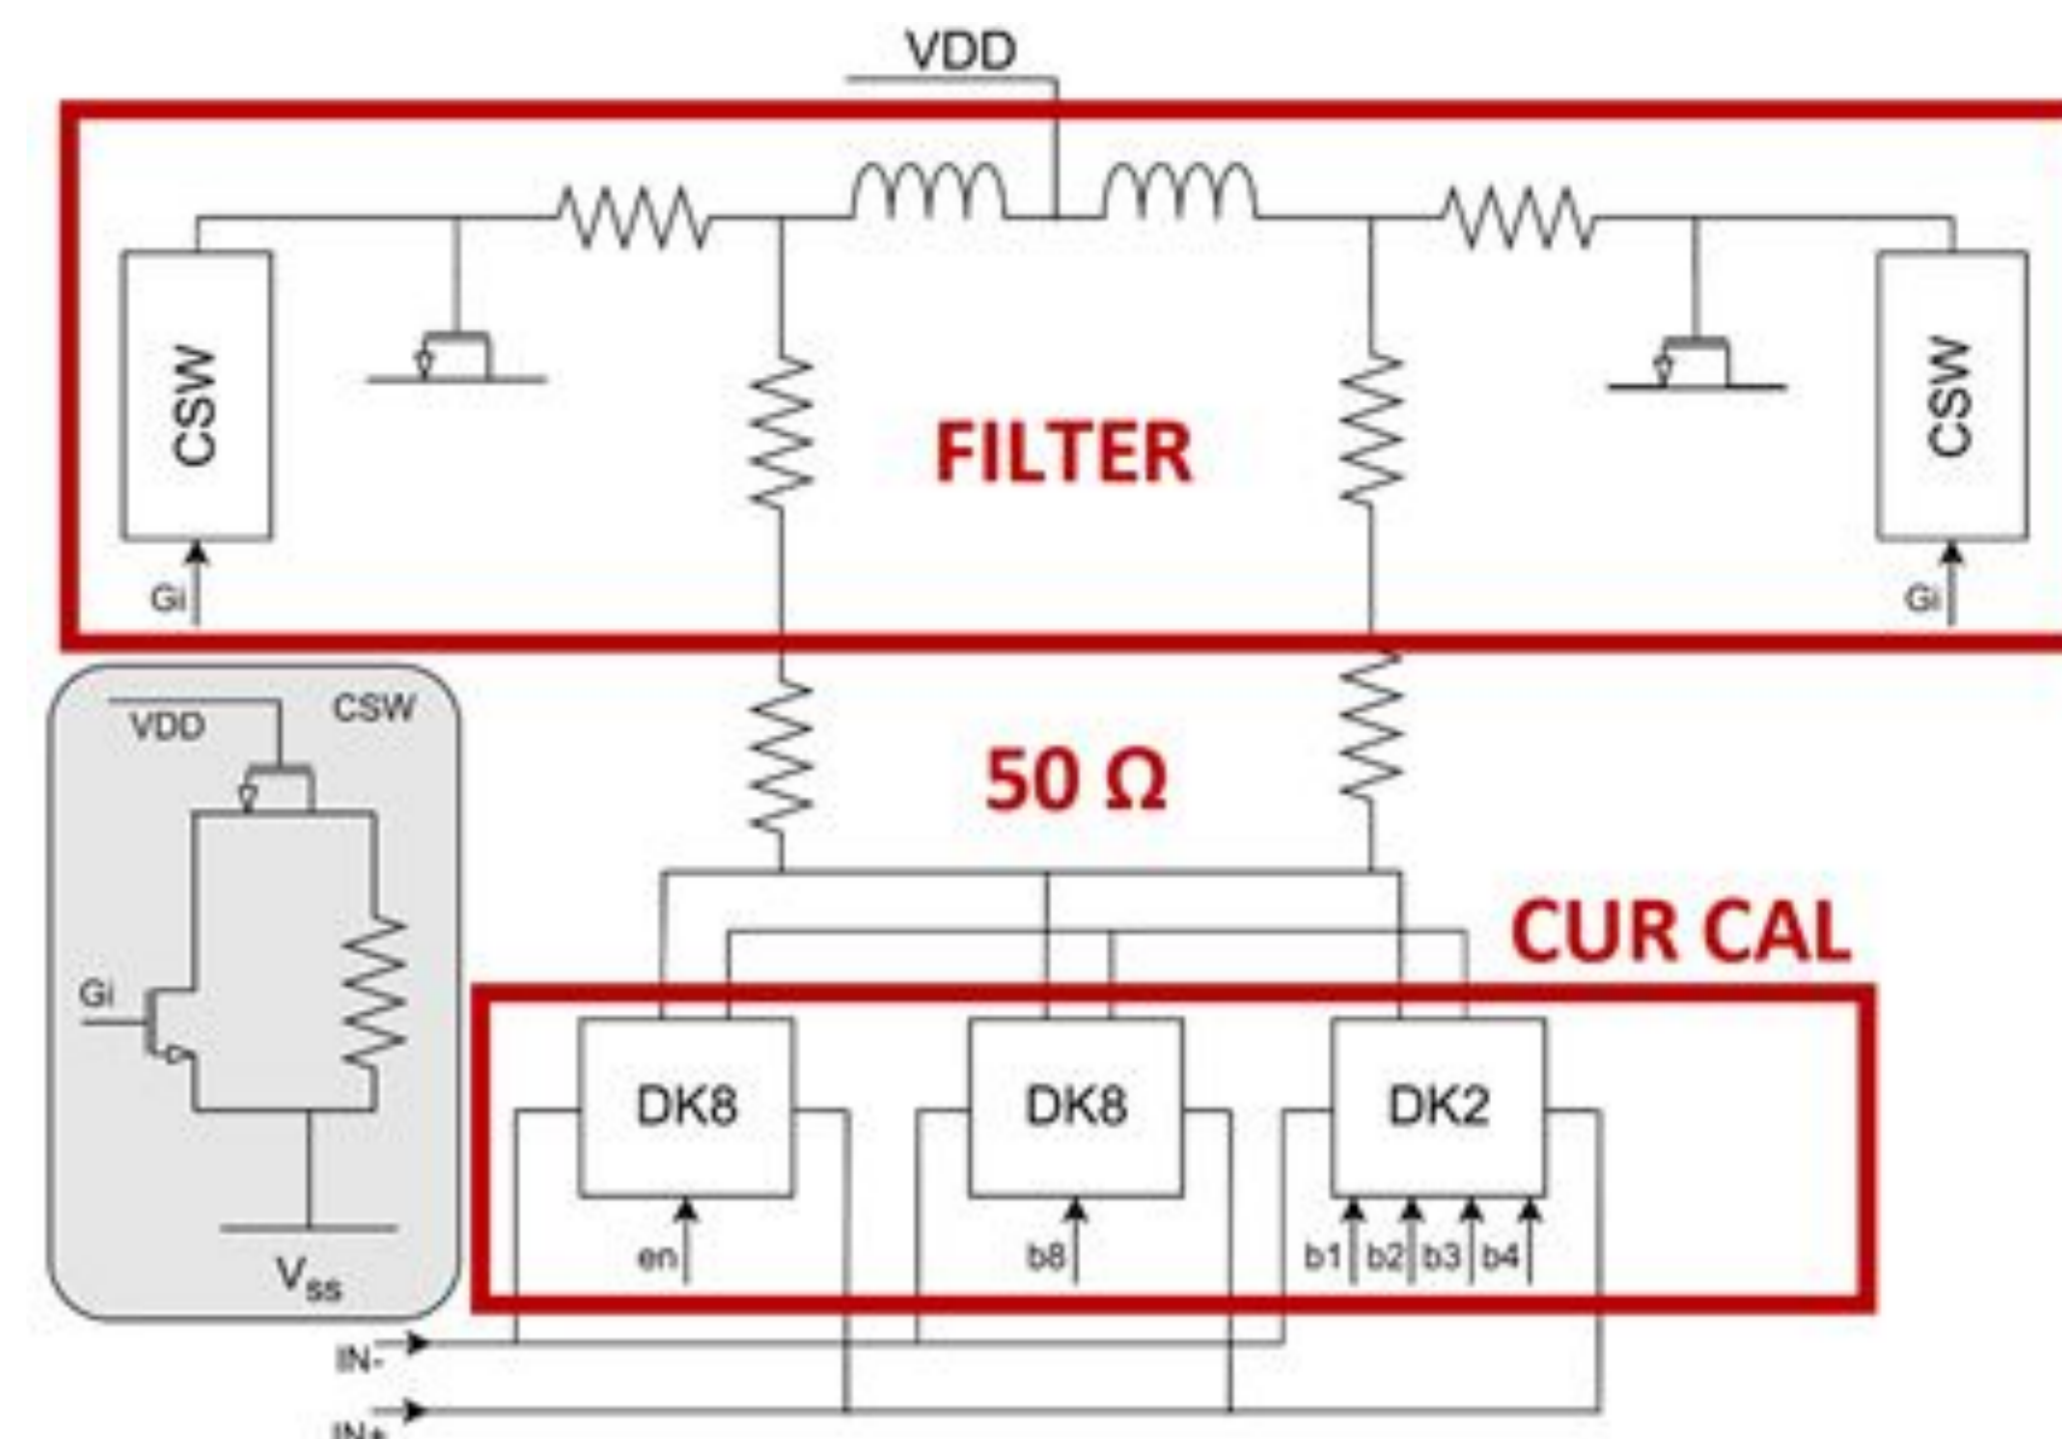 VDD
CSW
CSW
FILTER
Gi
Gi
VDD
CSW
50 Ω
CUR CAL
Gi
DK8
DK8
DK2
en
b8
b1 b2 b3 b4
Vss
IN-
IN+